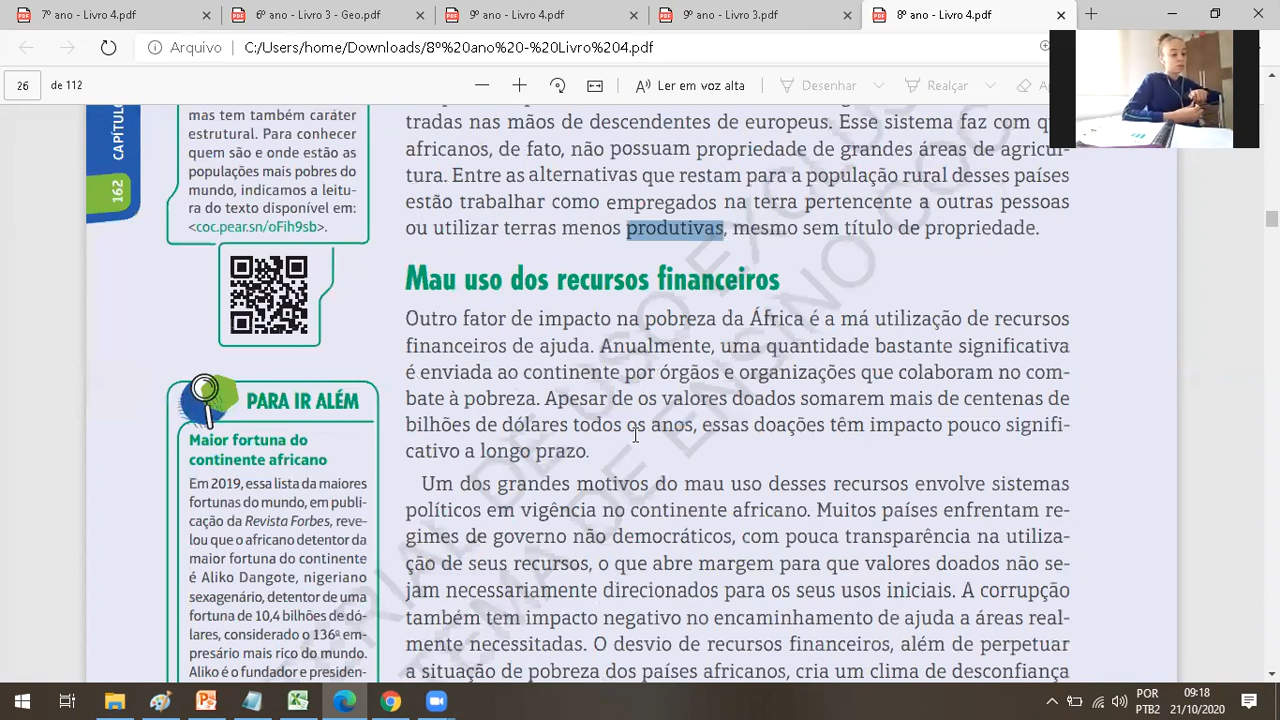 7º ano - Livro 4.pdf
6º ano - Livro 3 - Geo.pdf
9º ano - Livro 4.pdf
9º ano - Livro 3.pdf
8º ano - Livro 4.pdf
Arquivo
C:/Users/home/Downloads/8º%20ano%20-%20Livro%204.pdf
26
de 112
Ler em voz alta
Desenhar
Realçar
CAPÍTULO
162
mas tem também caráter
estrutural. Para conhecer
quem são e onde estão as
populações mais pobres do
mundo, indicamos a leitu-
ra do texto disponível em:
<coc.pear.sn/oFih9sb>.
PARA IR ALÉM
Maior fortuna do
continente africano
Em 2019, essa lista da maiores
fortunas do mundo, em publi-
cação da Revista Forbes, reve-
lou que o africano detentor da
maior fortuna do continente
é Aliko Dangote, nigeriano
sexagenário, detentor de uma
fortuna de 10,4 bilhões de dó-
lares, considerado o 136º em-
presário mais rico do mundo.
Aliko é o fundador e presiden-
tradas nas mãos de descendentes de europeus. Esse sistema faz com
africanos, de fato, não possuam propriedade de grandes áreas de agricul-
tura. Entre as alternativas que restam para a população rural desses países
estão trabalhar como empregados na terra pertencente a outras pessoas
ou utilizar terras menos produtivas, mesmo sem título de propriedade.
Mau uso dos recursos financeiros
Outro fator de impacto na pobreza da África é a má utilização de recursos
financeiros de ajuda. Anualmente, uma quantidade bastante significativa
é enviada ao continente por órgãos e organizações que colaboram no com-
bate à pobreza. Apesar de os valores doados somarem mais de centenas de
bilhões de dólares todos os anos, essas doações têm impacto pouco signifi-
cativo a longo prazo.
Um dos grandes motivos do mau uso desses recursos envolve sistemas
políticos em vigência no continente africano. Muitos países enfrentam re-
gimes de governo não democráticos, com pouca transparência na utiliza-
ção de seus recursos, o que abre margem para que valores doados não se-
jam necessariamente direcionados para os seus usos iniciais. A corrupção
também tem impacto negativo no encaminhamento de ajuda a áreas real-
mente necessitadas. O desvio de recursos financeiros, além de perpetuar
a situação de pobreza dos países africanos, cria um clima de desconfiança
POR
PTB2
09:18
21/10/2020